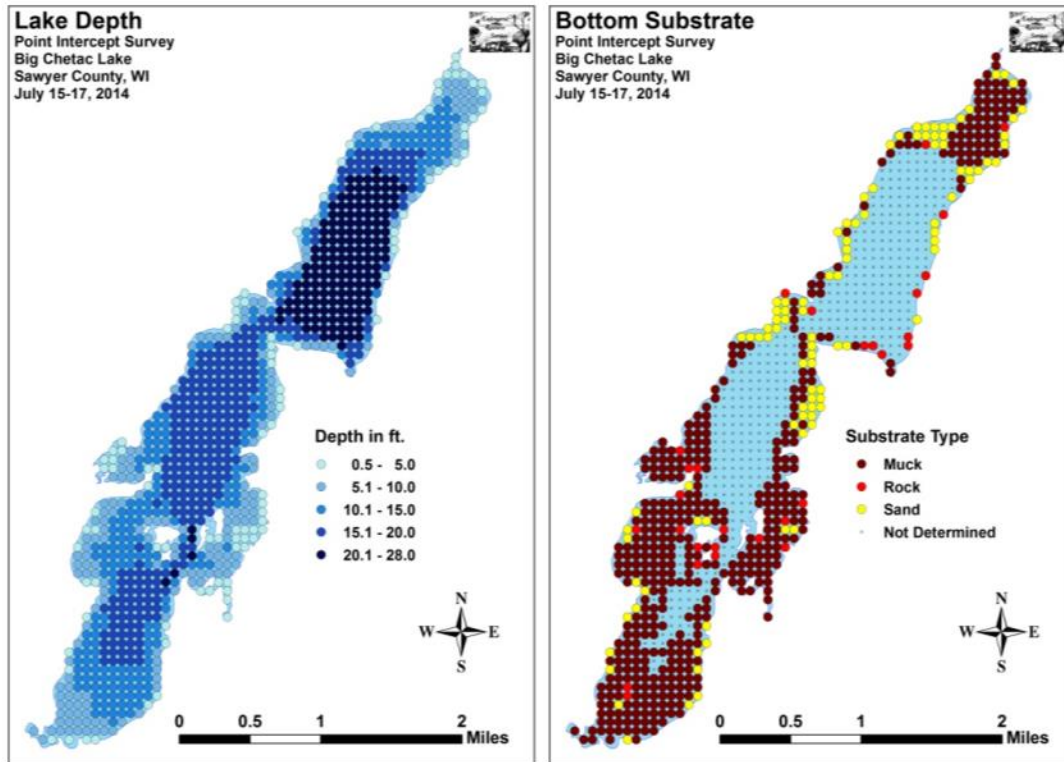 Lake Depth
Point Intercept Survey
Big Chetac Lake
Sawyer County, WI
July 15-17, 2014
Depth in ft.
0.5 - 5.0
5.1 - 10.0
10.1 - 15.0
15.1 - 20.0
20.1 - 28.0
N
W E
S
0 0.5 1 2
Miles
Bottom Substrate
Point Intercept Survey
Big Chetac Lake
Sawyer County, WI
July 15-17, 2014
Substrate Type
Muck
Rock
Sand
Not Determined
N
W E
S
0 0.5 1 2
Miles